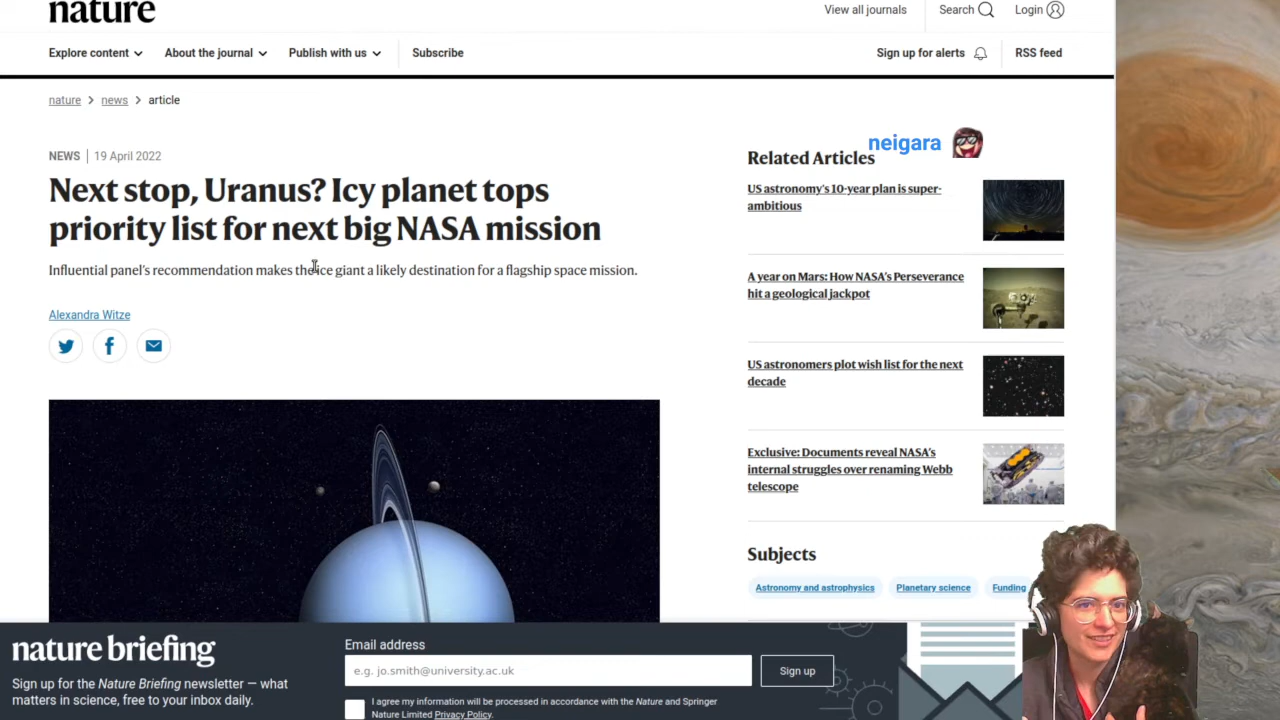 nature
View all journals
Search
Login
Explore content
About the journal
Publish with us
Subscribe
Sign up for alerts
RSS feed
nature > news > article
NEWS | 19 April 2022
Next stop, Uranus? Icy planet tops
priority list for next big NASA mission
Influential panel's recommendation makes the ice giant a likely destination for a flagship space mission.
Alexandra Witze
neigara
Related Articles
US astronomy's 10-year plan is super-
ambitious
A year on Mars: How NASA's Perseverance
hit a geological jackpot
US astronomers plot wish list for the next
decade
Exclusive: Documents reveal NASA's
internal struggles over renaming Webb
telescope
Subjects
Astronomy and astrophysics
Planetary science
Funding
nature briefing
Sign up for the Nature Briefing newsletter — what
matters in science, free to your inbox daily.
Email address
e.g. jo.smith@university.ac.uk
Sign up
I agree my information will be processed in accordance with the Nature and Springer
Nature Limited Privacy Policy.